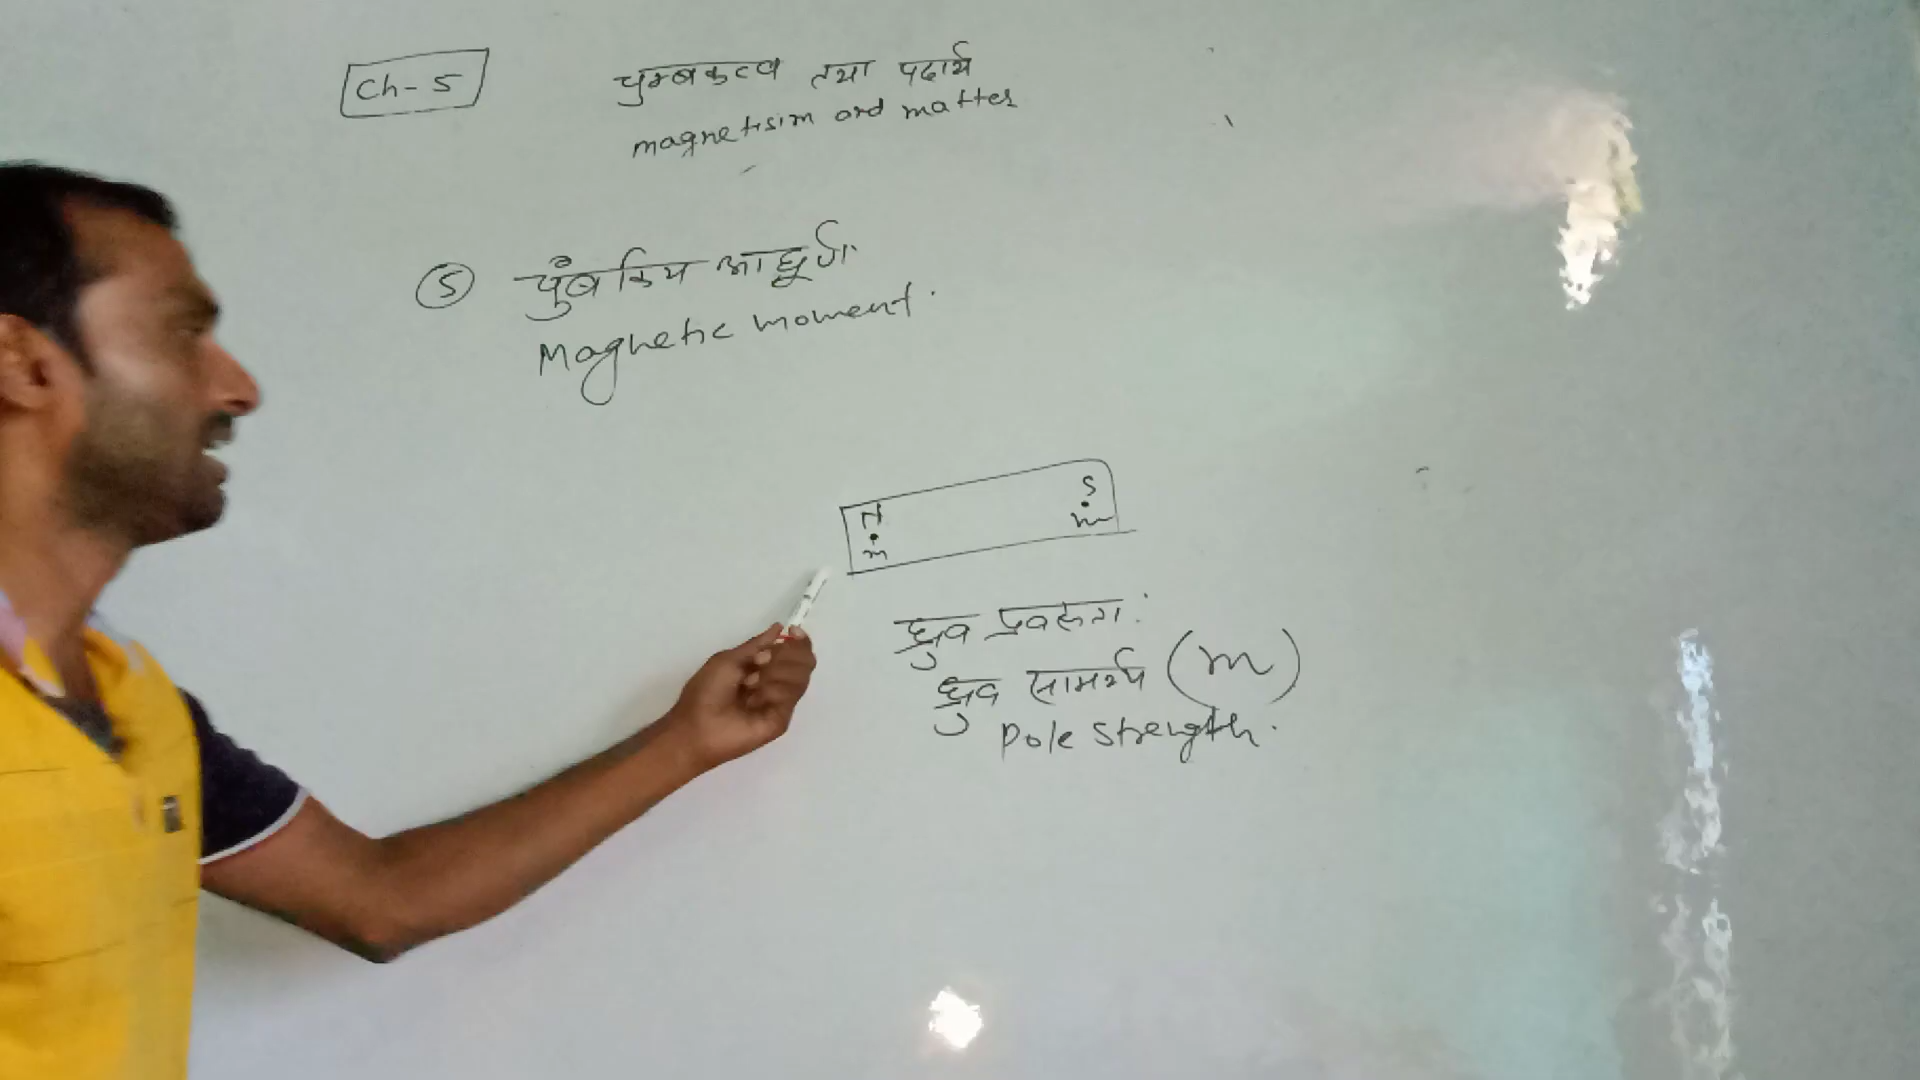 Ch-5
चुम्बकत्व तथा पदार्थ
magnetisim and matter
5 चुंबकिय आघूर्ण
Magnetic moment.
N S
m m
ध्रुव प्रबलता
ध्रुव सामर्थ्य (m)
Pole strength.